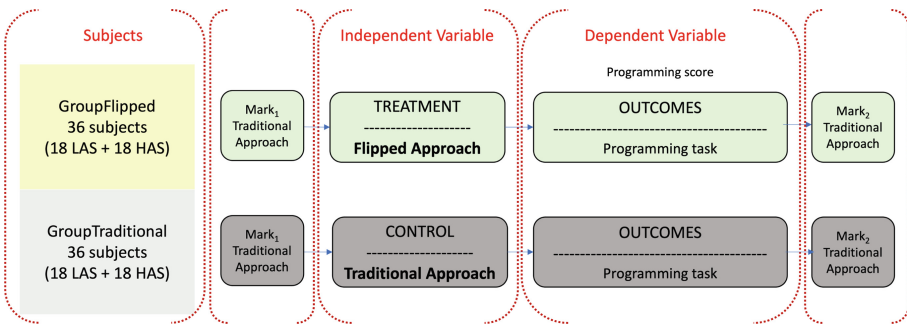 Subjects
Independent Variable
Dependent Variable
Programming score
GroupFlipped
36 subjects
(18 LAS + 18 HAS)
Mark1
Traditional
Approach
TREATMENT
--------------------
Flipped Approach
OUTCOMES
---------------------------------------
Programming task
Mark2
Traditional
Approach
GroupTraditional
36 subjects
(18 LAS + 18 HAS)
Mark1
Traditional
Approach
CONTROL
--------------------
Traditional Approach
OUTCOMES
---------------------------------------
Programming task
Mark2
Traditional
Approach